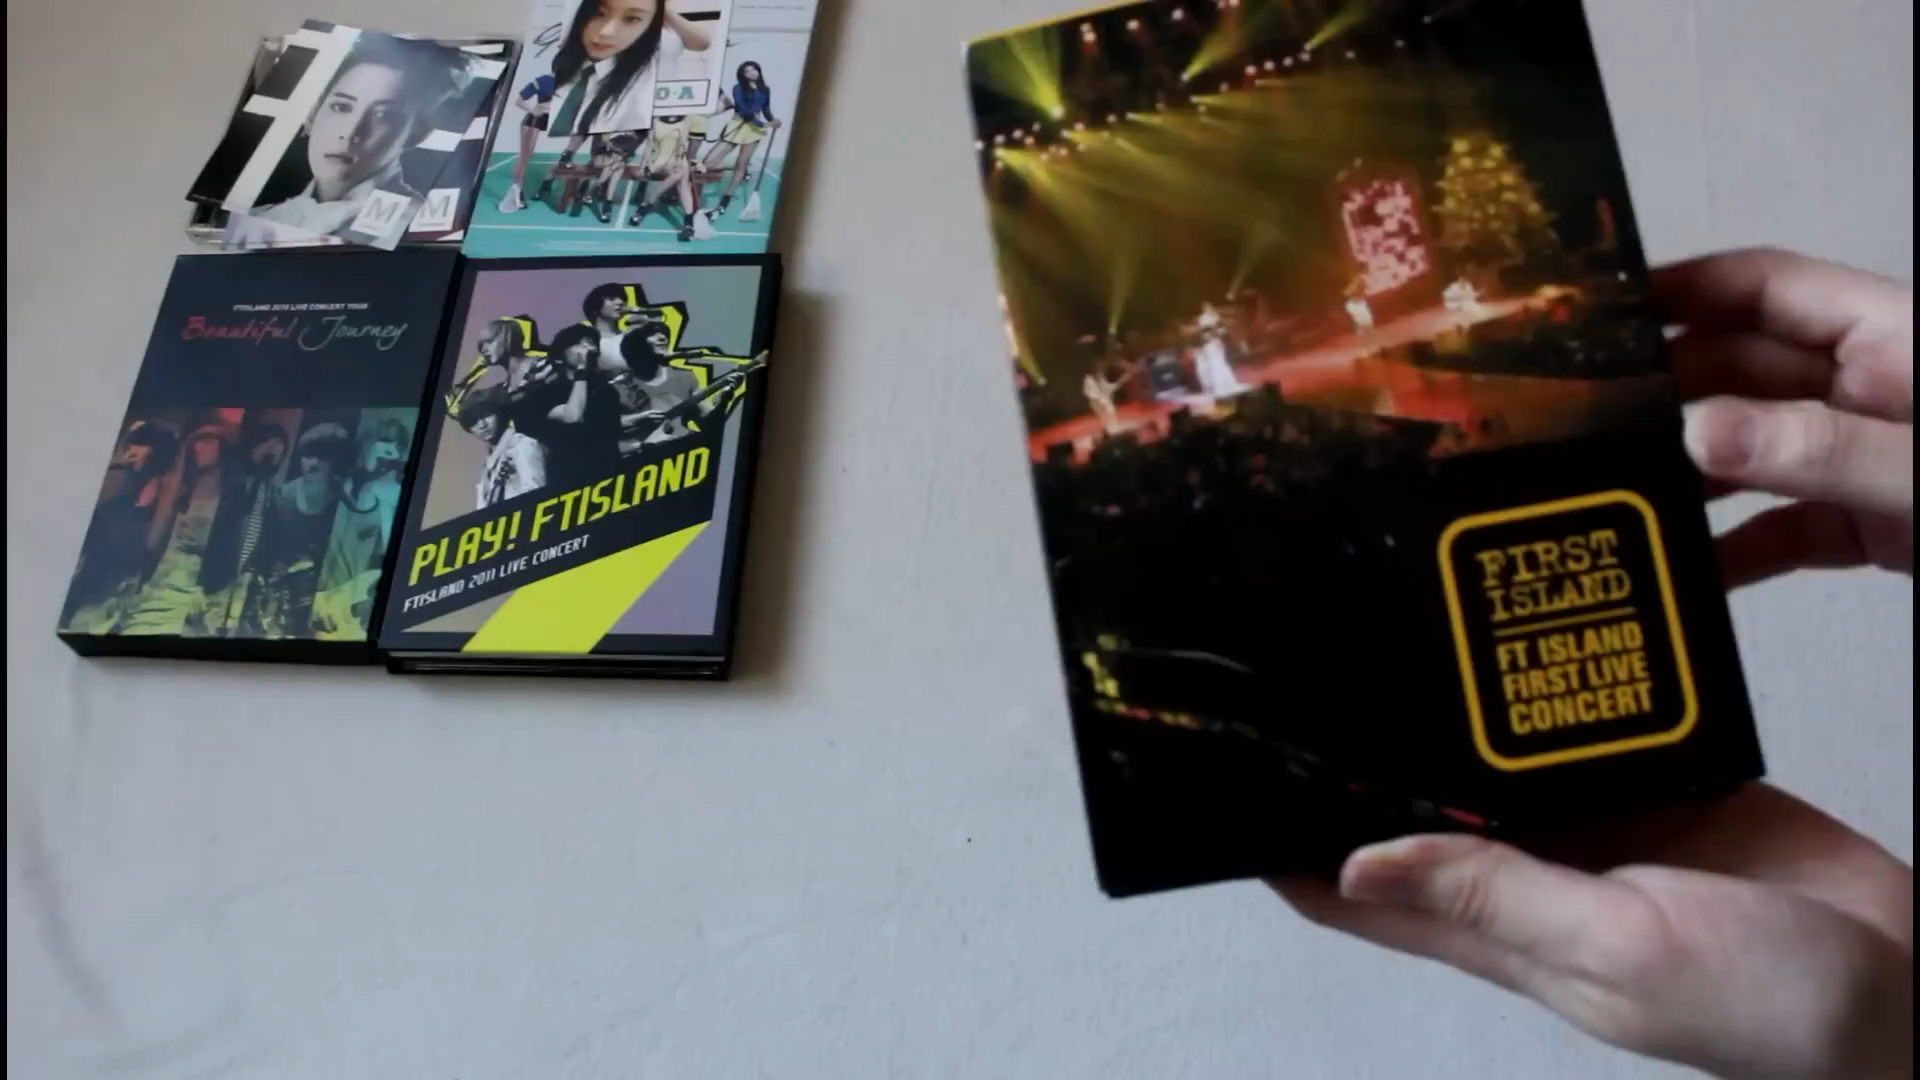 O·A
M
M
FTISLAND 2010 LIVE CONCERT TOUR
Beautiful Journey
PLAY! FTISLAND
FTISLAND 2011 LIVE CONCERT
FIRST
ISLAND
FT ISLAND
FIRST LIVE
CONCERT